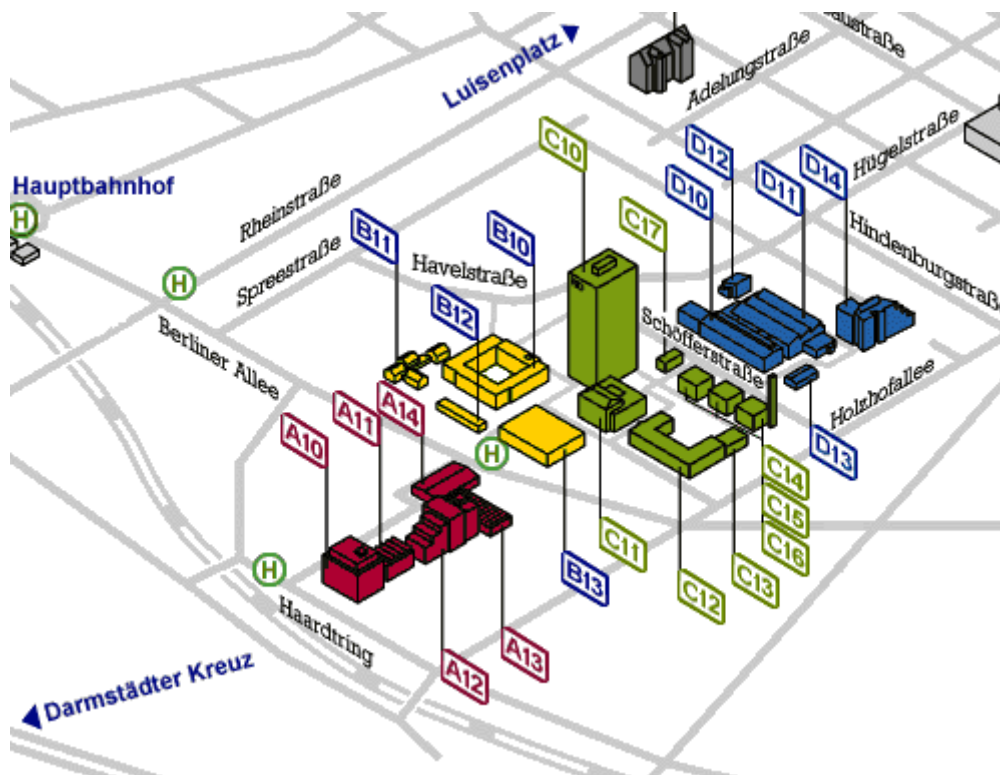 Luisenplatz
Adelungstraße
Hügelstraße
C10
D12
D10
D11
D14
Hauptbahnhof
H
Rheinstraße
C17
B11
B10
Hindenburgstraße
Spreestraße
Havelstraße
H
B12
Schöfferstraße
Berliner Allee
Holzhofallee
A10
A11
A14
H
D13
C14
C15
C16
C11
C13
C12
B13
H
Haardtring
A12
A13
Darmstädter Kreuz